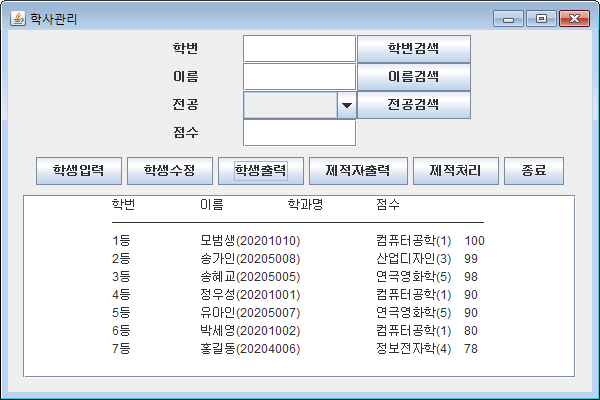 학사관리
학번 학번검색
이름 이름검색
전공 전공검색
점수
학생입력 학생수정 학생출력 제적자출력 제적처리 종료
학번 이름 학과명 점수
1등 모범생(20201010) 컴퓨터공학(1) 100
2등 송가인(20205008) 산업디자인(3) 99
3등 송혜교(20205005) 연극영화학(5) 98
4등 정우성(20201001) 컴퓨터공학(1) 90
5등 유아인(20205007) 연극영화학(5) 90
6등 박세영(20201002) 컴퓨터공학(1) 80
7등 홍길동(20204006) 정보전자학(4) 78